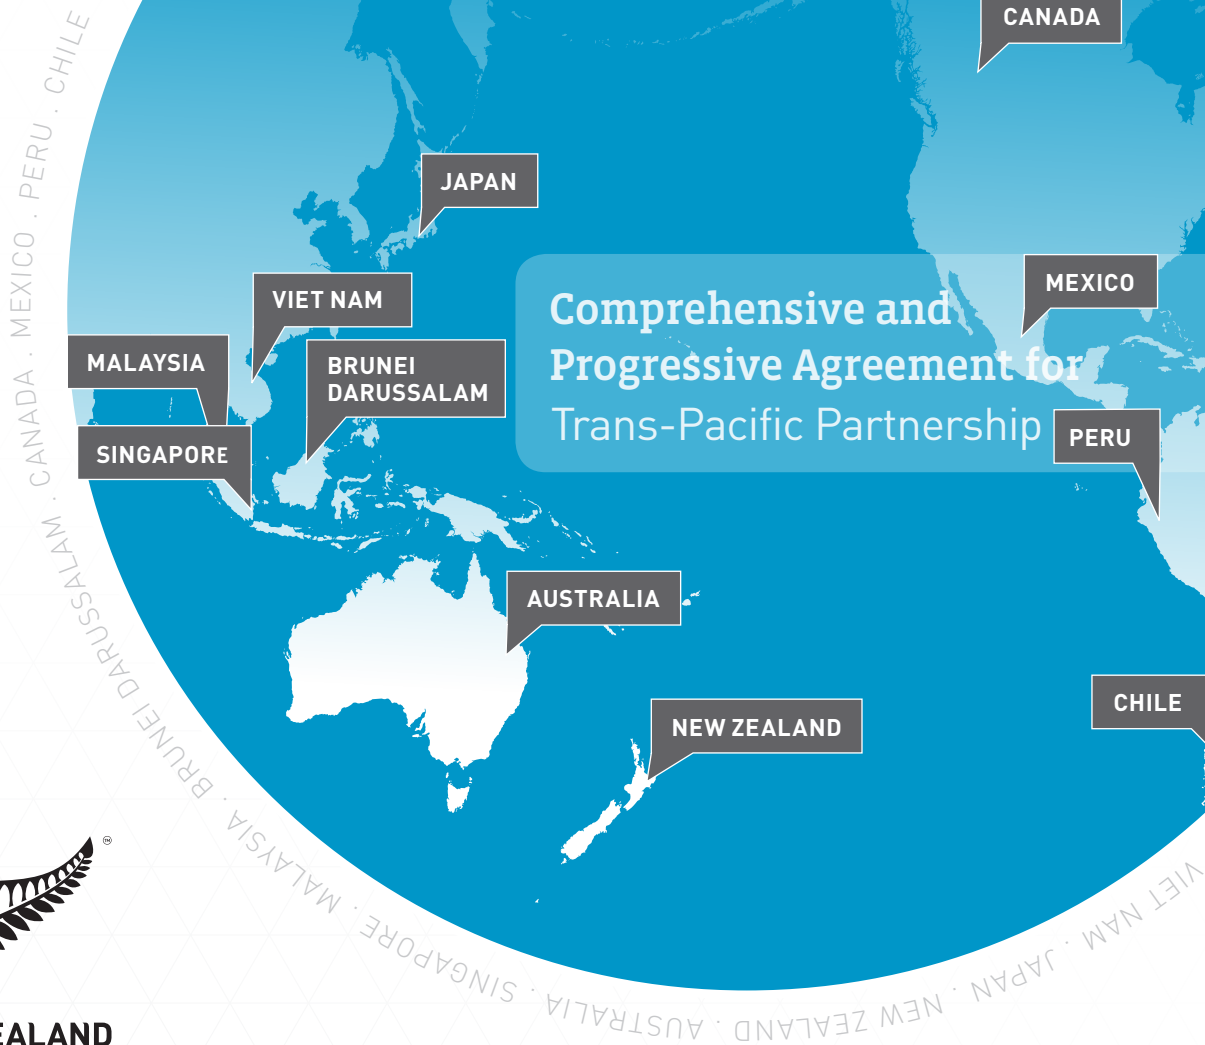 CANADA
JAPAN
MEXICO
VIET NAM
Comprehensive and
Progressive Agreement for
Trans-Pacific Partnership
MALAYSIA
BRUNEI
DARUSSALAM
PERU
SINGAPORE
AUSTRALIA
CHILE
NEW ZEALAND
VIET NAM . JAPAN . NEW ZEALAND . AUSTRALIA . SINGAPORE . MALAYSIA . BRUNEI DARUSSALAM . CANADA . MEXICO . PERU . CHILE
TM
EALAND